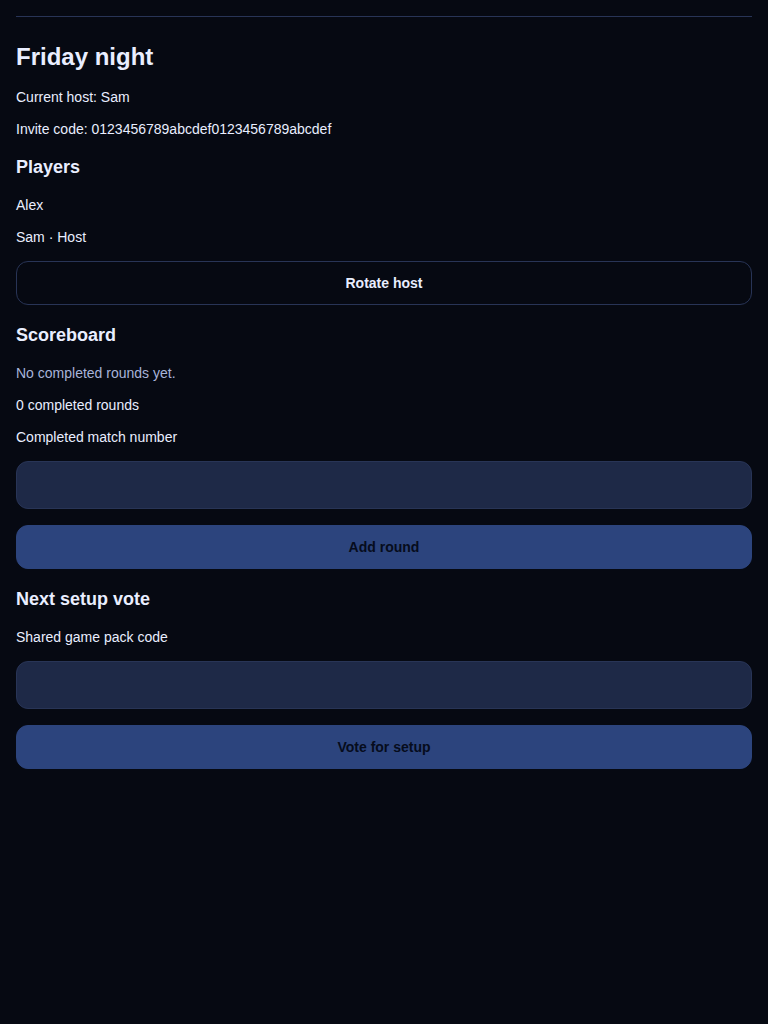 Friday night
Current host: Sam
Invite code: 0123456789abcdef0123456789abcdef
Players
Alex
Sam · Host
Rotate host
Scoreboard
No completed rounds yet.
0 completed rounds
Completed match number
Add round
Next setup vote
Shared game pack code
Vote for setup